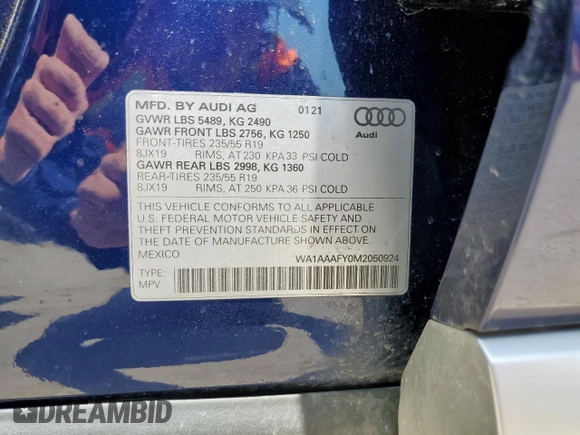 MFD. BY AUDI AG 01 21
GVWR LBS 5489, KG 2490
GAWR FRONT LBS 2756, KG 1250
FRONT-TIRES 235/55 R19
8JX19 RIMS, AT 230 KPA 33 PSI COLD
GAWR REAR LBS 2998, KG 1360
REAR-TIRES 235/55 R19
8JX19 RIMS, AT 250 KPA 36 PSI COLD
Audi
THIS VEHICLE CONFORMS TO ALL APPLICABLE
U.S. FEDERAL MOTOR VEHICLE SAFETY AND
THEFT PREVENTION STANDARDS IN EFFECT ON
THE DATE OF MANUFACTURE SHOWN ABOVE.
MEXICO WA1AAAFY0M2050924
TYPE:
MPV
DREAMBID